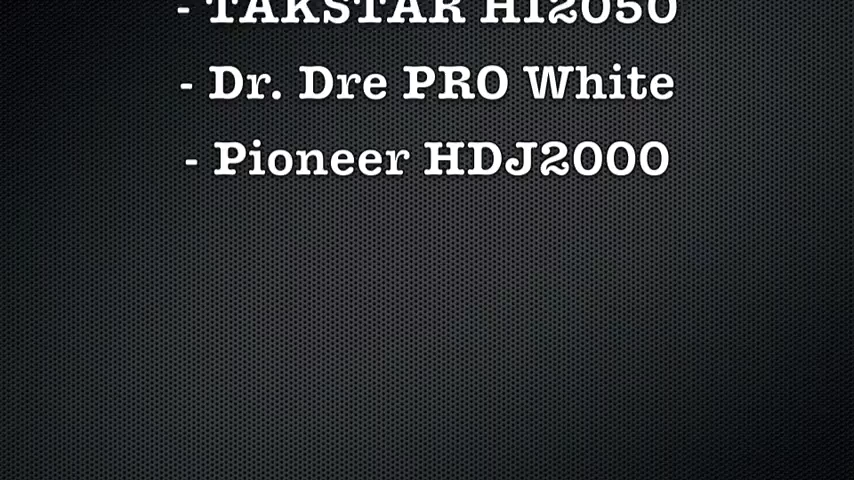 - TAKSTAR HI2050
- Dr. Dre PRO White
- Pioneer HDJ2000